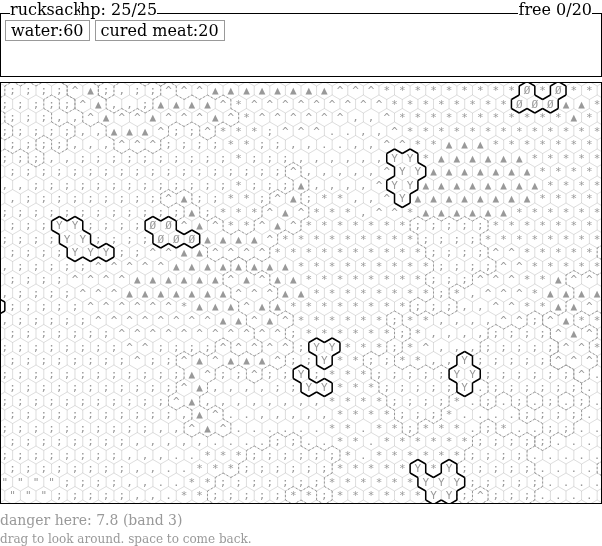 rucksack hp: 25/25 free 0/20
water:60 cured meat:20
danger here: 7.8 (band 3)
drag to look around. space to come back.